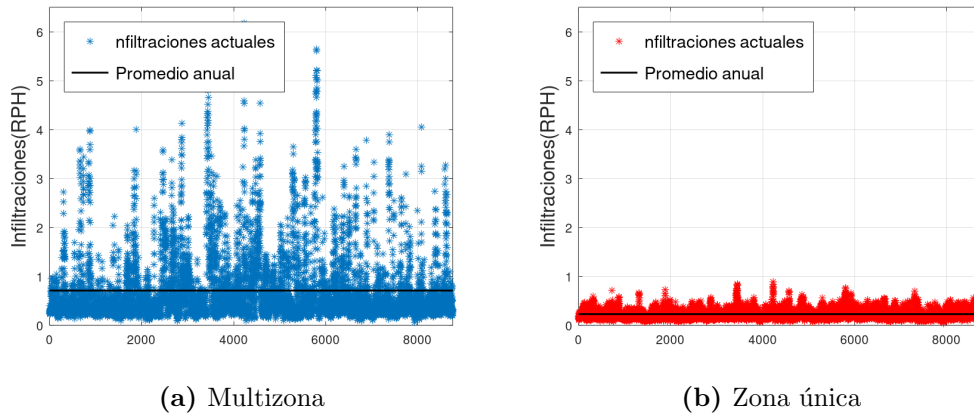 6
5
4
3
2
1
0
Infiltraciones(RPH)
nfiltraciones actuales
Promedio anual
0 2000 4000 6000 8000
(a) Multizona
6
5
4
3
2
1
0
Infiltraciones(RPH)
nfiltraciones actuales
Promedio anual
0 2000 4000 6000 8000
(b) Zona única